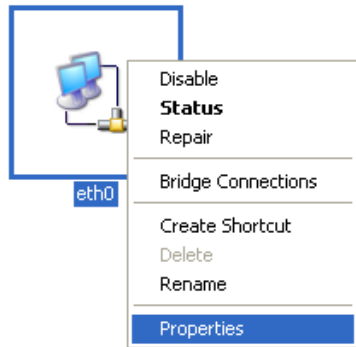 Disable
Status
Repair
Bridge Connections
Create Shortcut
Delete
Rename
Properties
eth0